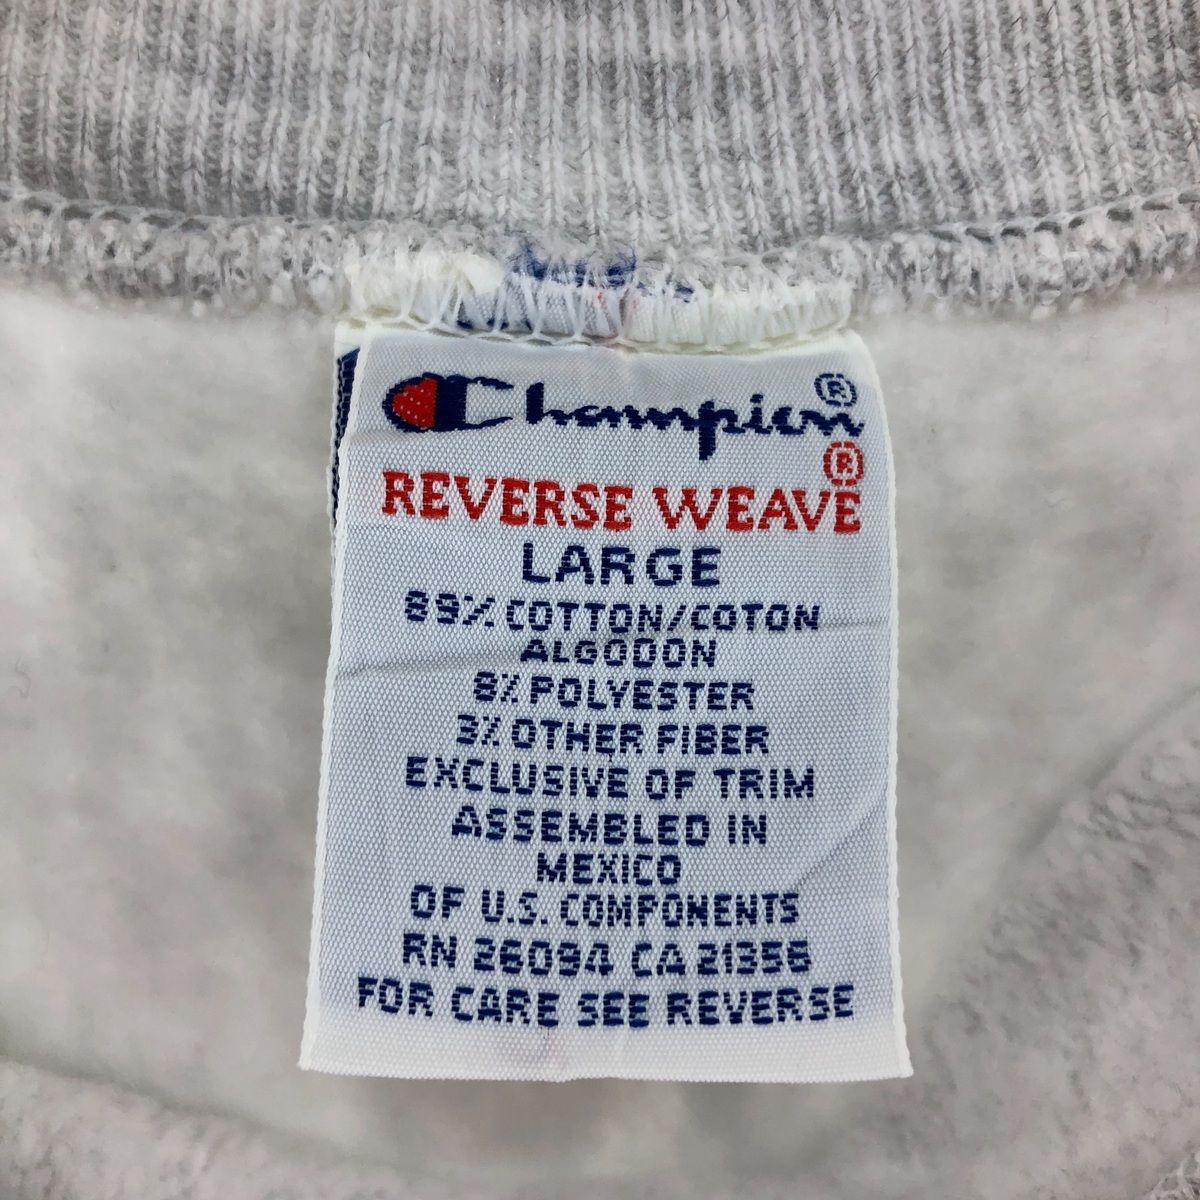 Champion®
REVERSE WEAVE®
LARGE
89% COTTON/COTON
ALGODON
8% POLYESTER
3% OTHER FIBER
EXCLUSIVE OF TRIM
ASSEMBLED IN
MEXICO
OF U.S. COMPONENTS
RN 26094 CA 21356
FOR CARE SEE REVERSE